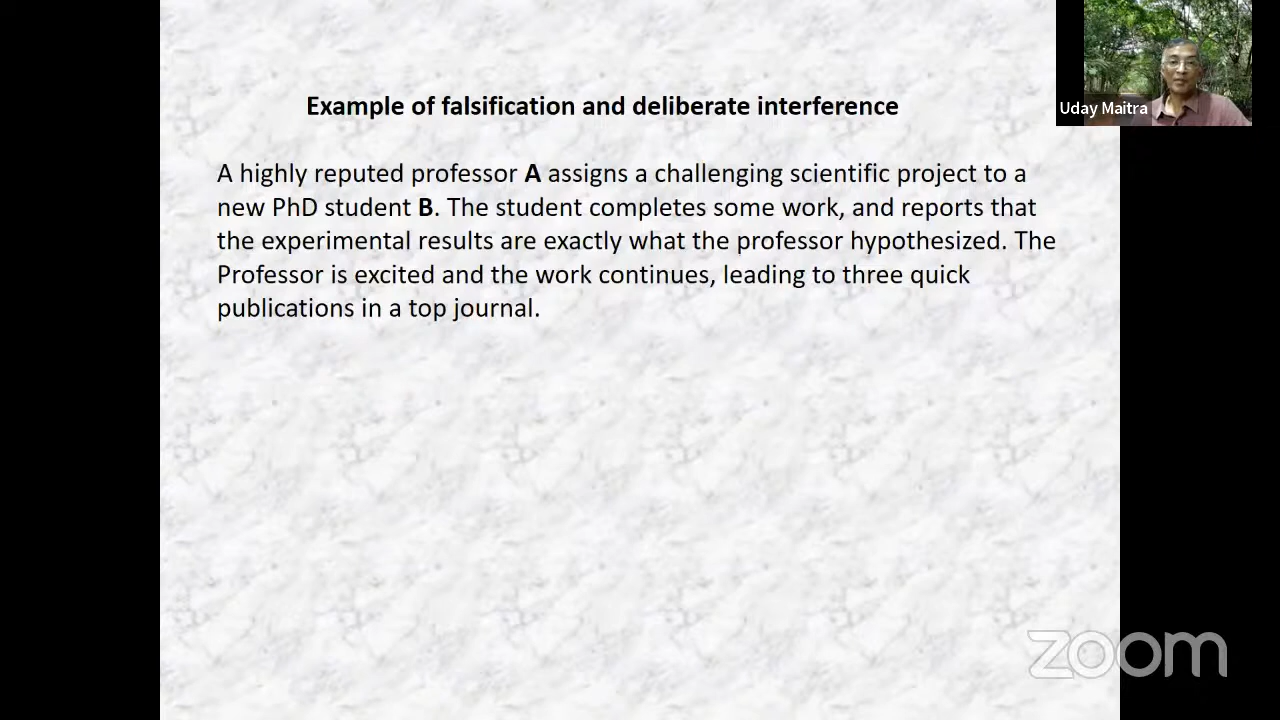 Example of falsification and deliberate interference
Uday Maitra
A highly reputed professor A assigns a challenging scientific project to a
new PhD student B. The student completes some work, and reports that
the experimental results are exactly what the professor hypothesized. The
Professor is excited and the work continues, leading to three quick
publications in a top journal.
zoom